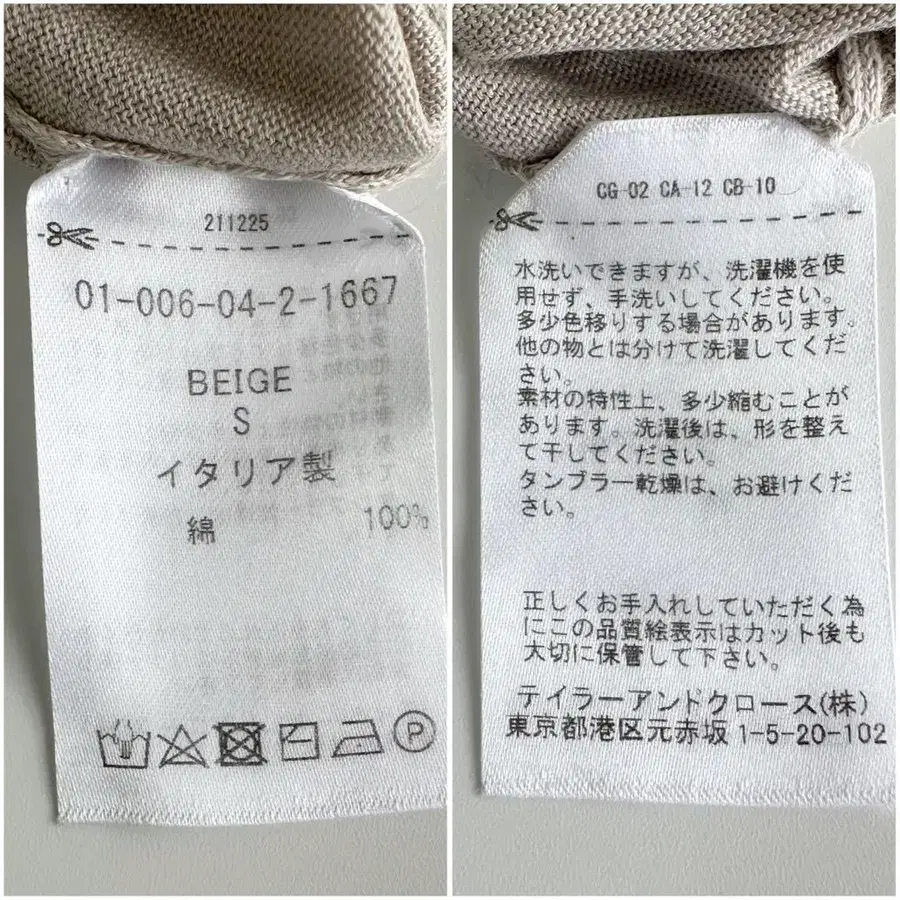 211225
01-006-04-2-1667
BEIGE
S
イタリア製
綿 100%
P
CG-02 CA-12 CB-10
水洗いできますが、洗濯機を使
用せず、手洗いしてください。
多少色移りする場合があります。
他の物とは分けて洗濯してくだ
さい。
素材の特性上、多少縮むことが
あります。洗濯後は、形を整え
て干してください。
タンブラー乾燥は、お避けくだ
さい。
正しくお手入れしていただく為
にこの品質絵表示はカット後も
大切に保管して下さい。
テイラーアンドクロース(株)
東京都港区元赤坂 1-5-20-102